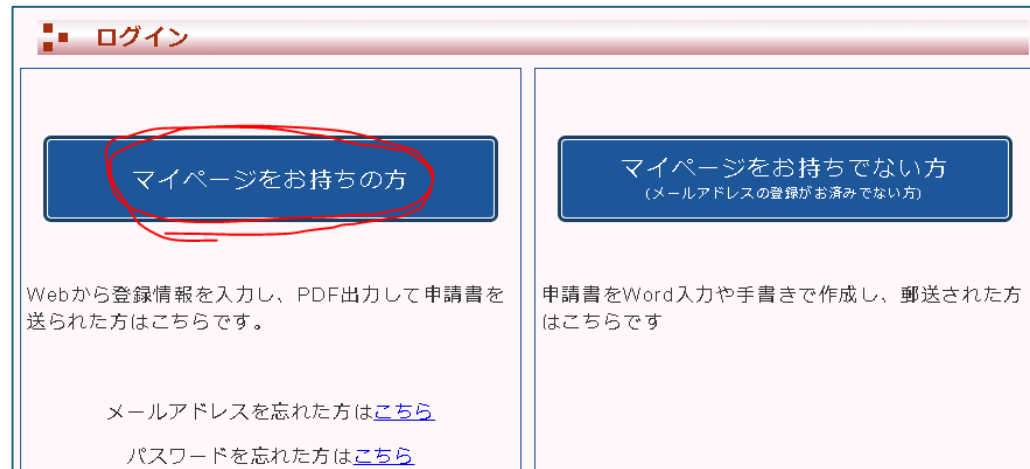 ログイン
マイページをお持ちの方
Webから登録情報を入力し、PDF出力して申請書を
送られた方はこちらです。
メールアドレスを忘れた方はこちら
パスワードを忘れた方はこちら
マイページをお持ちでない方
(メールアドレスの登録がお済みでない方)
申請書をWord入力や手書きで作成し、郵送された方
はこちらです